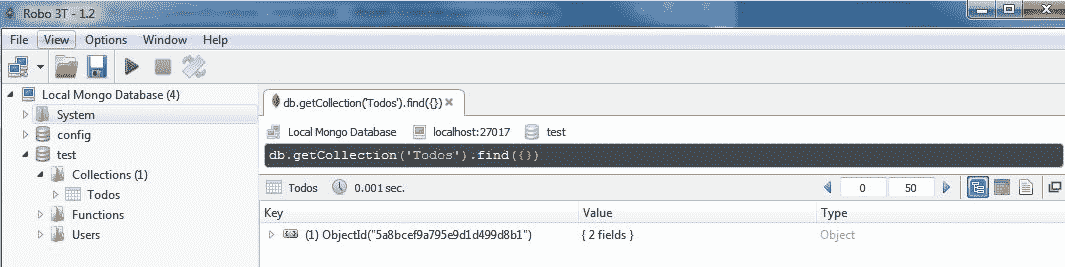 Robo 3T - 1.2
File View Options Window Help
Local Mongo Database (4)
System
config
test
Collections (1)
Todos
Functions
Users
db.getCollection('Todos').find({})
Local Mongo Database localhost:27017 test
db.getCollection('Todos').find({})
Todos 0.001 sec. 0 50
Key Value Type
(1) ObjectId("5a8bcef9a795e9d1d499d8b1") { 2 fields } Object